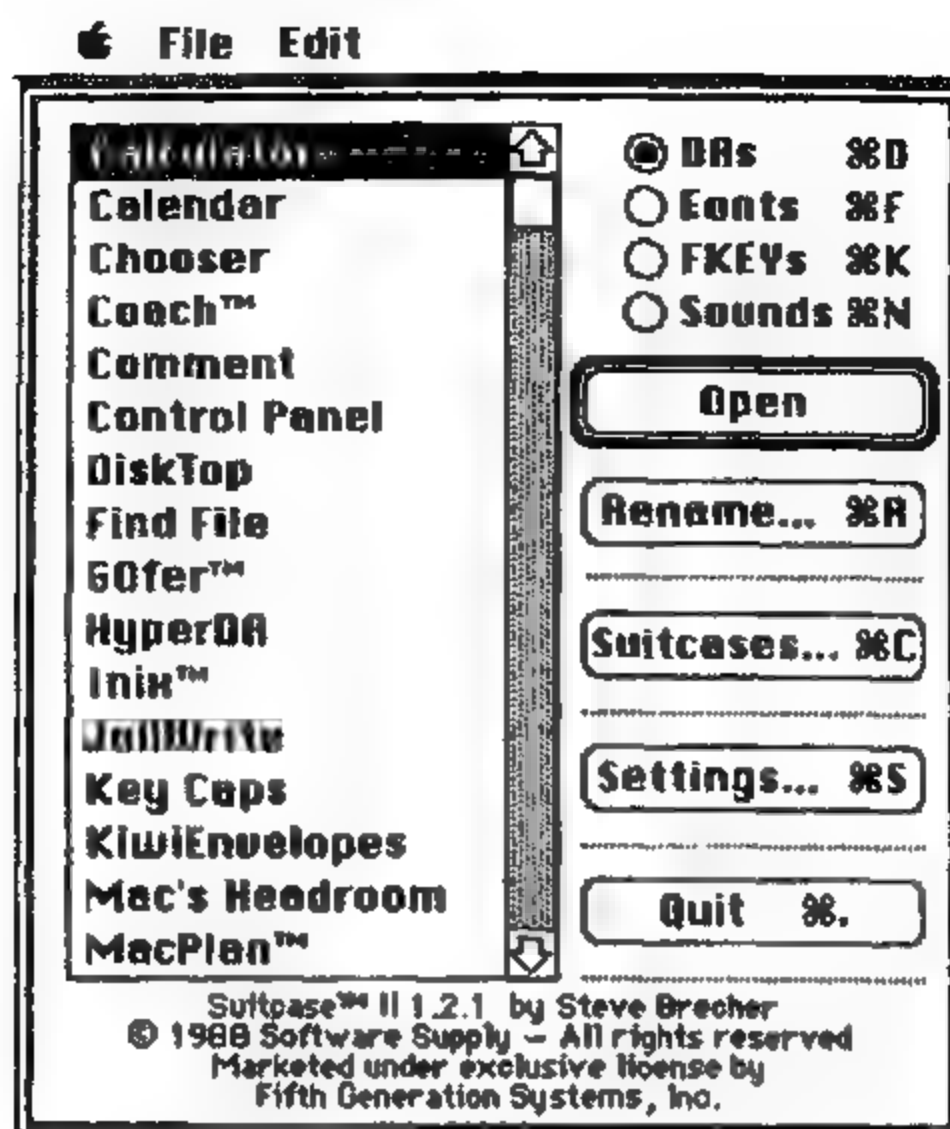 File Edit
Calculator
Calendar
Chooser
Coach™
Comment
Control Panel
DiskTop
Find File
GOfer™
HyperDA
Inix™
Key Caps
KiwiEnvelopes
Mac's Headroom
MacPlan™
DAs ⌘D
Fonts ⌘F
FKEYs ⌘K
Sounds ⌘N
Open
Rename... ⌘R
Suitcases... ⌘C
Settings... ⌘S
Quit ⌘.
Suitcase™ II 1.2.1 by Steve Brecher
© 1988 Software Supply – All rights reserved
Marketed under exclusive license by
Fifth Generation Systems, Inc.